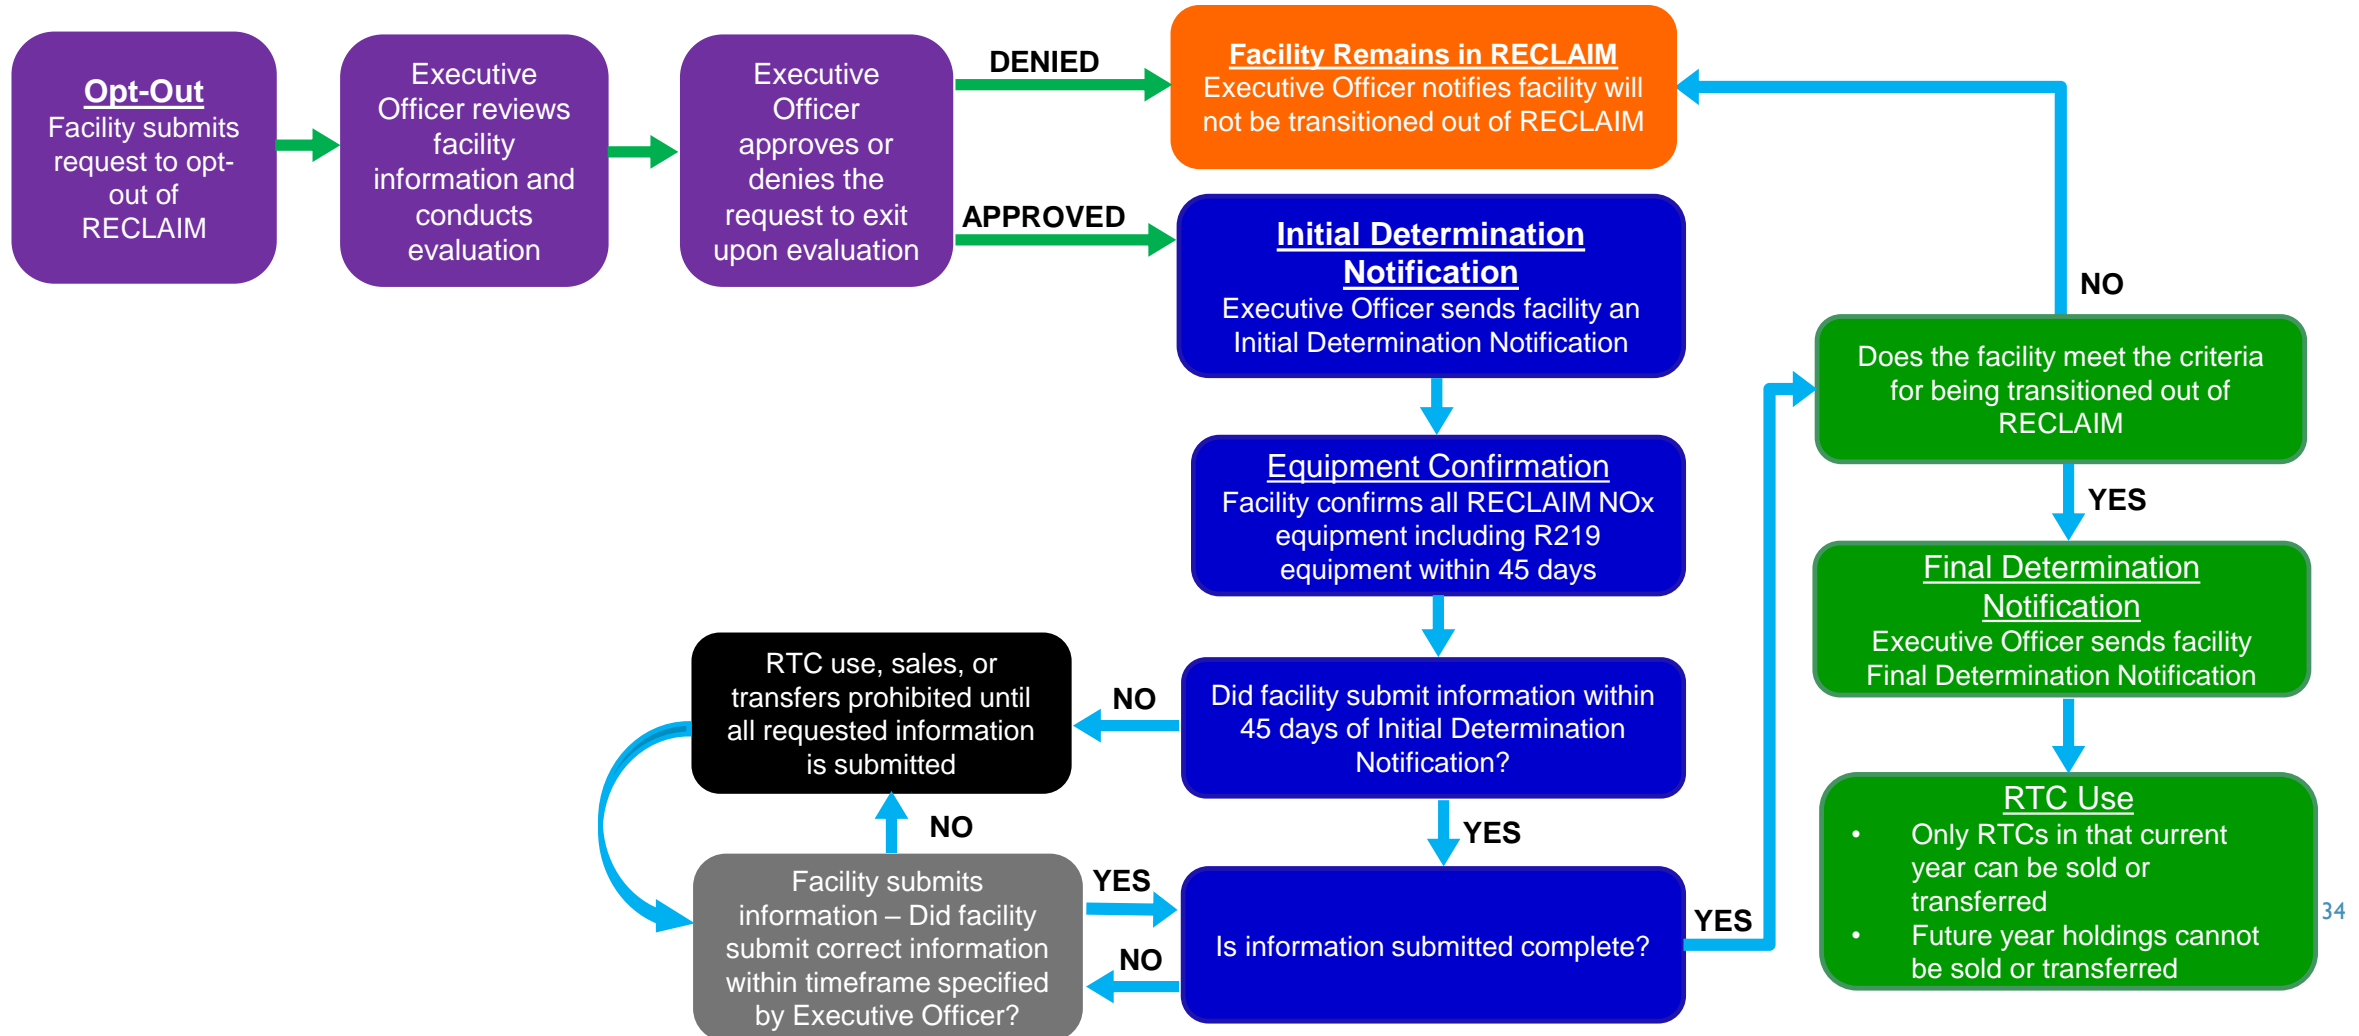 Opt-Out
Facility submits
request to opt-
out of
RECLAIM
Executive
Officer reviews
facility
information and
conducts
evaluation
Executive
Officer
approves or
denies the
request to exit
upon evaluation
DENIED
APPROVED
Facility Remains in RECLAIM
Executive Officer notifies facility will
not be transitioned out of RECLAIM
Initial Determination
Notification
Executive Officer sends facility an
Initial Determination Notification
Equipment Confirmation
Facility confirms all RECLAIM NOx
equipment including R219
equipment within 45 days
Did facility submit information within
45 days of Initial Determination
Notification?
NO
YES
RTC use, sales, or
transfers prohibited until
all requested information
is submitted
NO
Facility submits
information – Did facility
submit correct information
within timeframe specified
by Executive Officer?
YES
NO
Is information submitted complete?
YES
NO
Does the facility meet the criteria
for being transitioned out of
RECLAIM
YES
Final Determination
Notification
Executive Officer sends facility
Final Determination Notification
RTC Use
• Only RTCs in that current
year can be sold or
transferred
• Future year holdings cannot
be sold or transferred
34